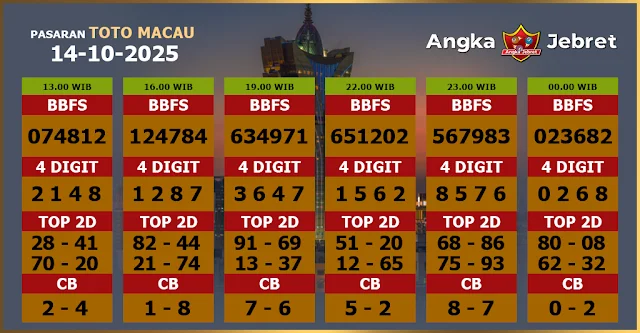 PASARAN TOTO MACAU
14-10-2025
Angka Jebret
Angka Jebret
13.00 WIB 16.00 WIB 19.00 WIB 22.00 WIB 23.00 WIB 00.00 WIB
BBFS BBFS BBFS BBFS BBFS BBFS
074812 124784 634971 651202 567983 023682
4 DIGIT 4 DIGIT 4 DIGIT 4 DIGIT 4 DIGIT 4 DIGIT
2 1 4 8 1 2 8 7 3 6 4 7 1 5 6 2 8 5 7 6 0 2 6 8
TOP 2D TOP 2D TOP 2D TOP 2D TOP 2D TOP 2D
28 - 41 82 - 44 91 - 69 51 - 20 68 - 86 80 - 08
70 - 20 21 - 74 13 - 37 12 - 65 75 - 93 62 - 32
CB CB CB CB CB CB
2 - 4 1 - 8 7 - 6 5 - 2 8 - 7 0 - 2